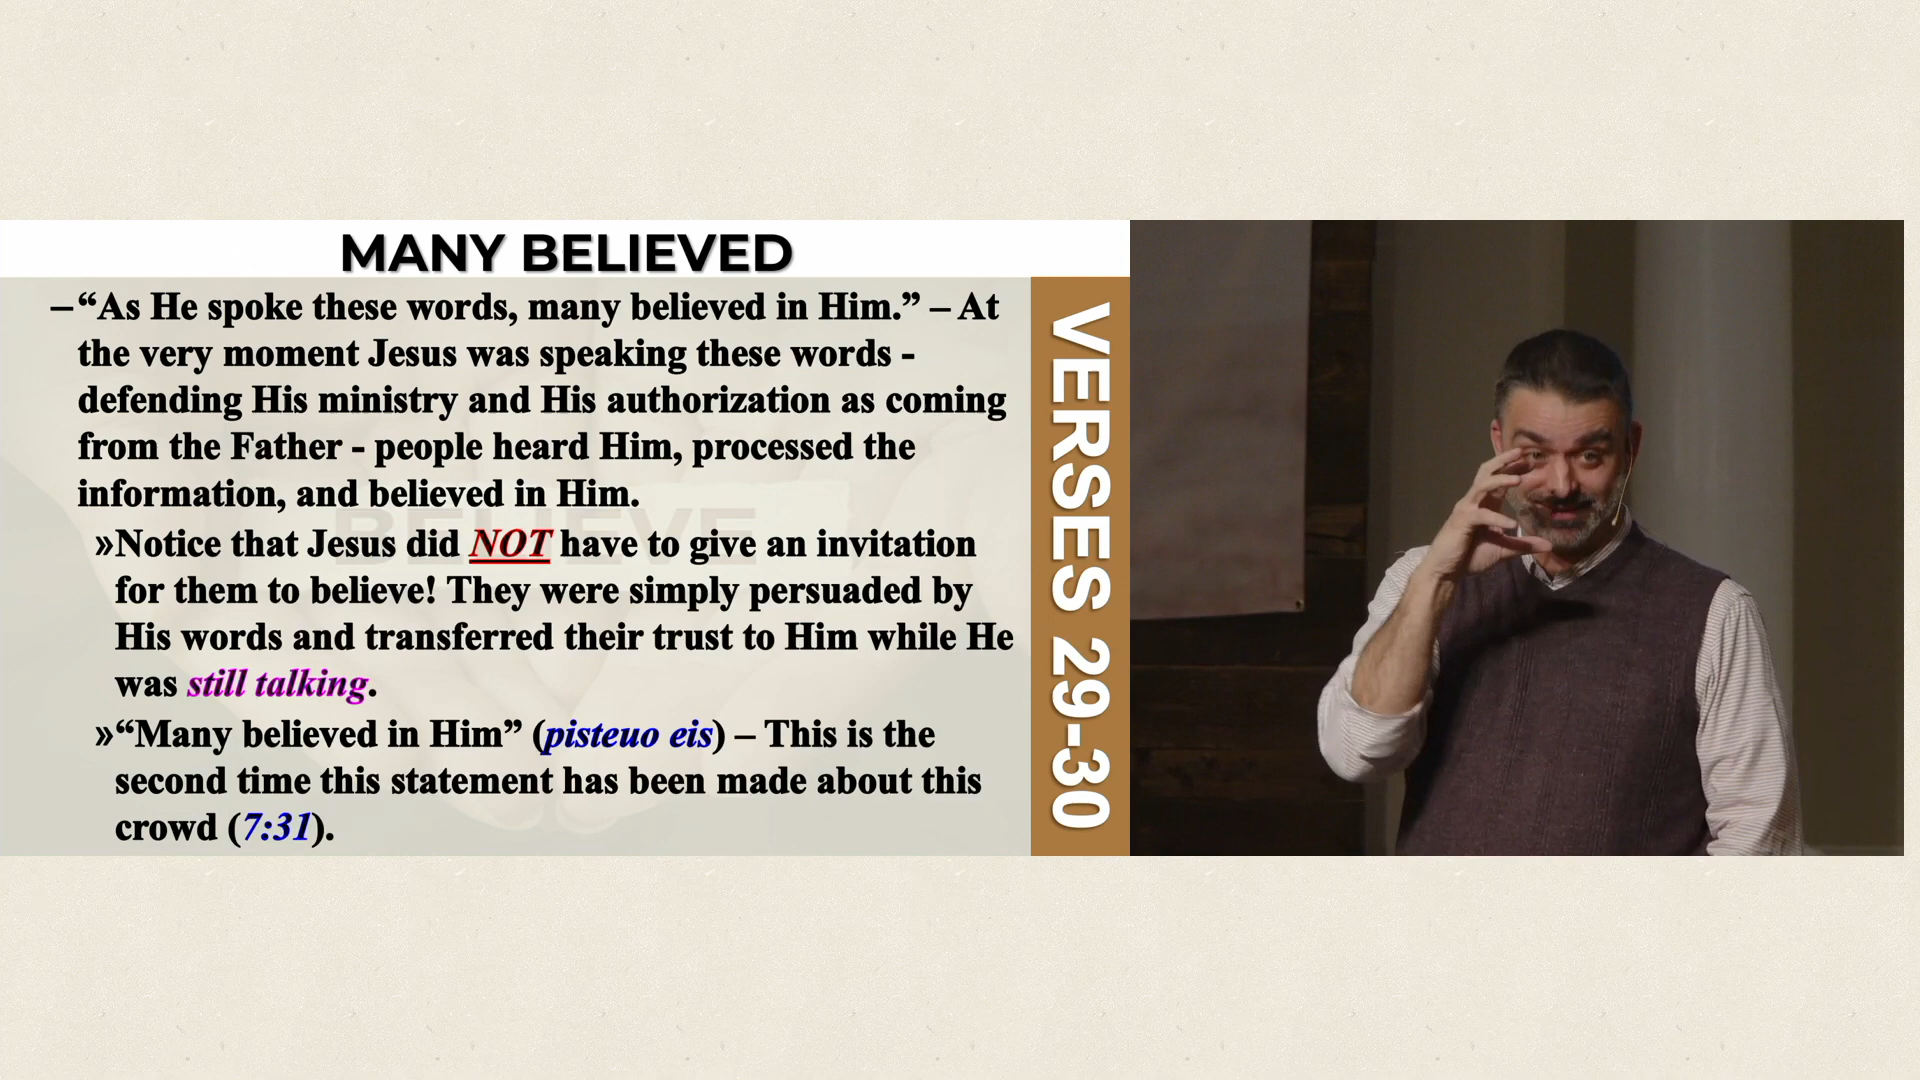 MANY BELIEVED
–“As He spoke these words, many believed in Him.” – At
the very moment Jesus was speaking these words -
defending His ministry and His authorization as coming
from the Father - people heard Him, processed the
information, and believed in Him.
»Notice that Jesus did NOT have to give an invitation
for them to believe! They were simply persuaded by
His words and transferred their trust to Him while He
was still talking.
»“Many believed in Him” (pisteuo eis) – This is the
second time this statement has been made about this
crowd (7:31).
VERSES 29-30
BELIEVE